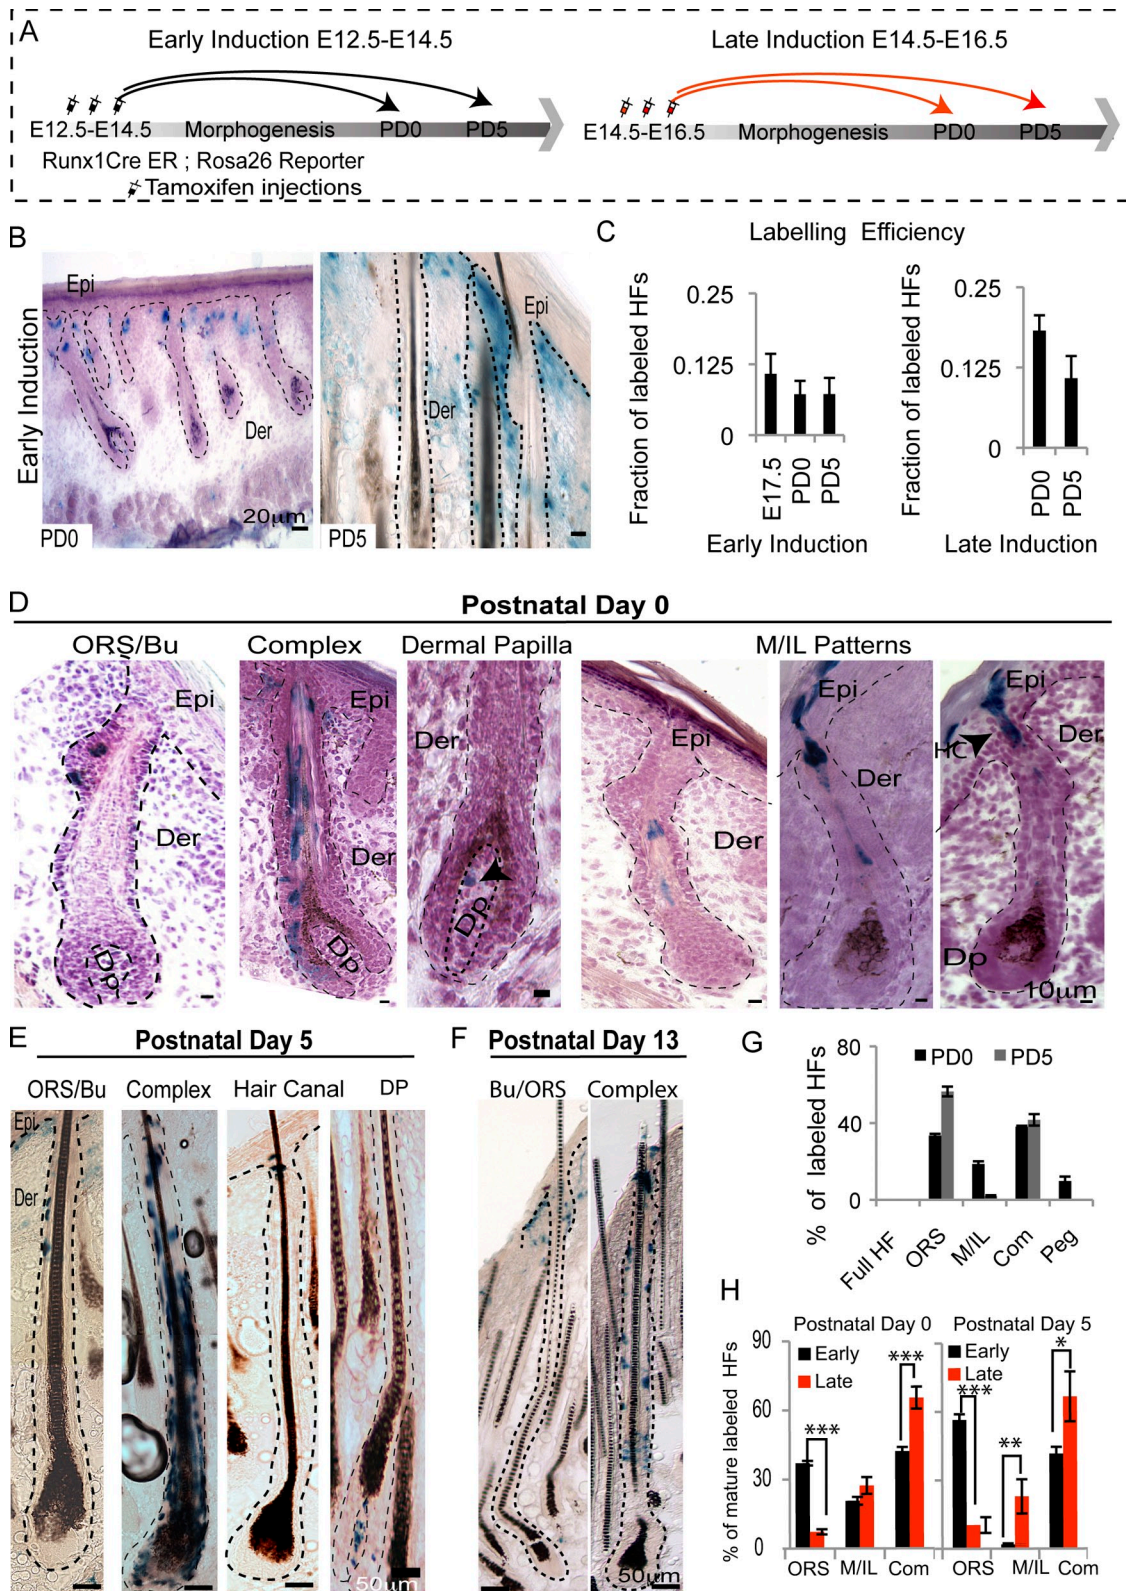 A
Early Induction E12.5-E14.5
Late Induction E14.5-E16.5
E12.5-E14.5 Morphogenesis PD0 PD5
E14.5-E16.5 Morphogenesis PD0 PD5
Runx1Cre ER ; Rosa26 Reporter
Tamoxifen injections
B
Early Induction
Epi
Der
20μm
PD0
Epi
Der
PD5
C
Labelling Efficiency
Fraction of labeled HFs
0.25
0.125
0
E17.5
PD0
PD5
Early Induction
Fraction of labeled HFs
0.25
0.125
0
PD0
PD5
Late Induction
D
Postnatal Day 0
ORS/Bu
Complex
Dermal Papilla
M/IL Patterns
Epi
Der
Dp
Epi
Der
Dp
Der
Dp
Epi
Der
Epi
Der
Epi
Der
HC
Dp
10μm
E
Postnatal Day 5
ORS/Bu
Complex
Hair Canal
DP
Epi
Der
50μm
F
Postnatal Day 13
Bu/ORS
Complex
50μm
G
% of labeled HFs
80
40
0
PD0
PD5
Full HF
ORS
M/IL
Com
Peg
H
% of mature labeled HFs
90
60
30
0
Postnatal Day 0
Early
Late
***
***
ORS
M/IL
Com
Postnatal Day 5
Early
Late
***
**
*
ORS
M/IL
Com